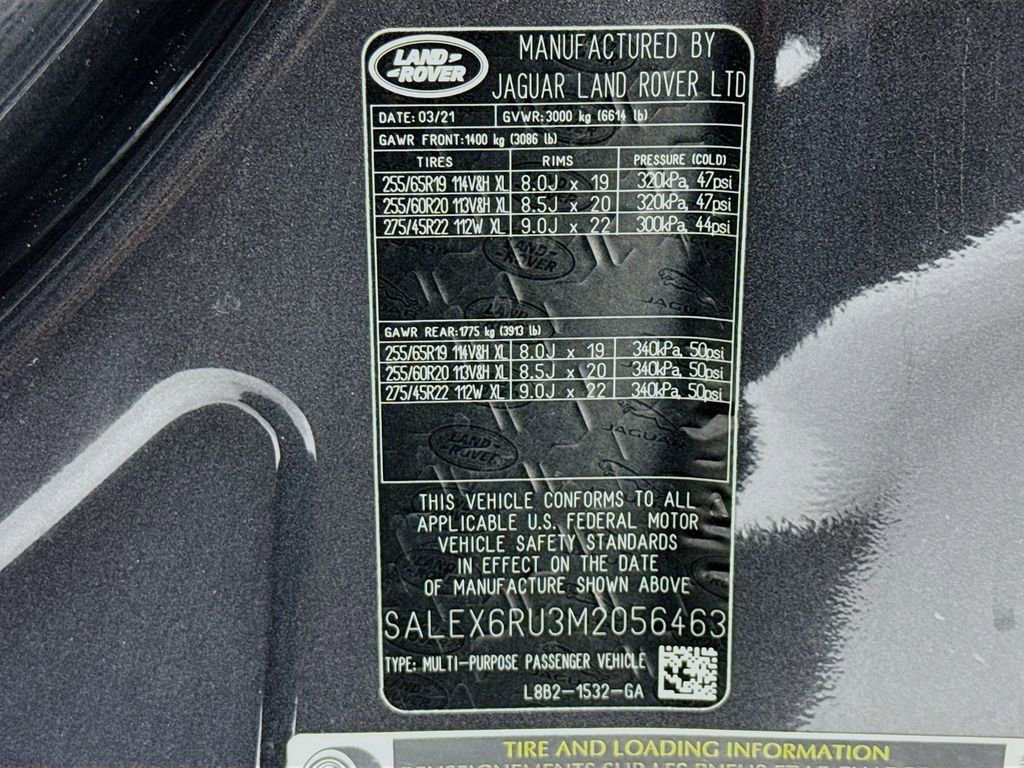 LAND-
-ROVER
MANUFACTURED BY
JAGUAR LAND ROVER LTD
DATE: 03/21 GVWR: 3000 kg (6614 lb)
GAWR FRONT: 1400 kg (3086 lb)
TIRES RIMS PRESSURE (COLD)
255/65R19 114V&H XL 8.0J x 19 320kPa, 47psi
255/60R20 113V&H XL 8.5J x 20 320kPa, 47psi
275/45R22 112W XL 9.0J x 22 300kPa, 44psi
LAND-
-ROVER
JAGUAR
GAWR REAR: 1775 kg (3913 lb)
255/65R19 114V&H XL 8.0J x 19 340kPa, 50psi
255/60R20 113V&H XL 8.5J x 20 340kPa, 50psi
275/45R22 112W XL 9.0J x 22 340kPa, 50psi
JAGUAR
LAND-
-ROVER
THIS VEHICLE CONFORMS TO ALL
APPLICABLE U.S. FEDERAL MOTOR
VEHICLE SAFETY STANDARDS
IN EFFECT ON THE DATE
OF MANUFACTURE SHOWN ABOVE
SALEX6RU3M2056463
TYPE: MULTI-PURPOSE PASSENGER VEHICLE
L8B2-1532-GA
TIRE AND LOADING INFORMATION